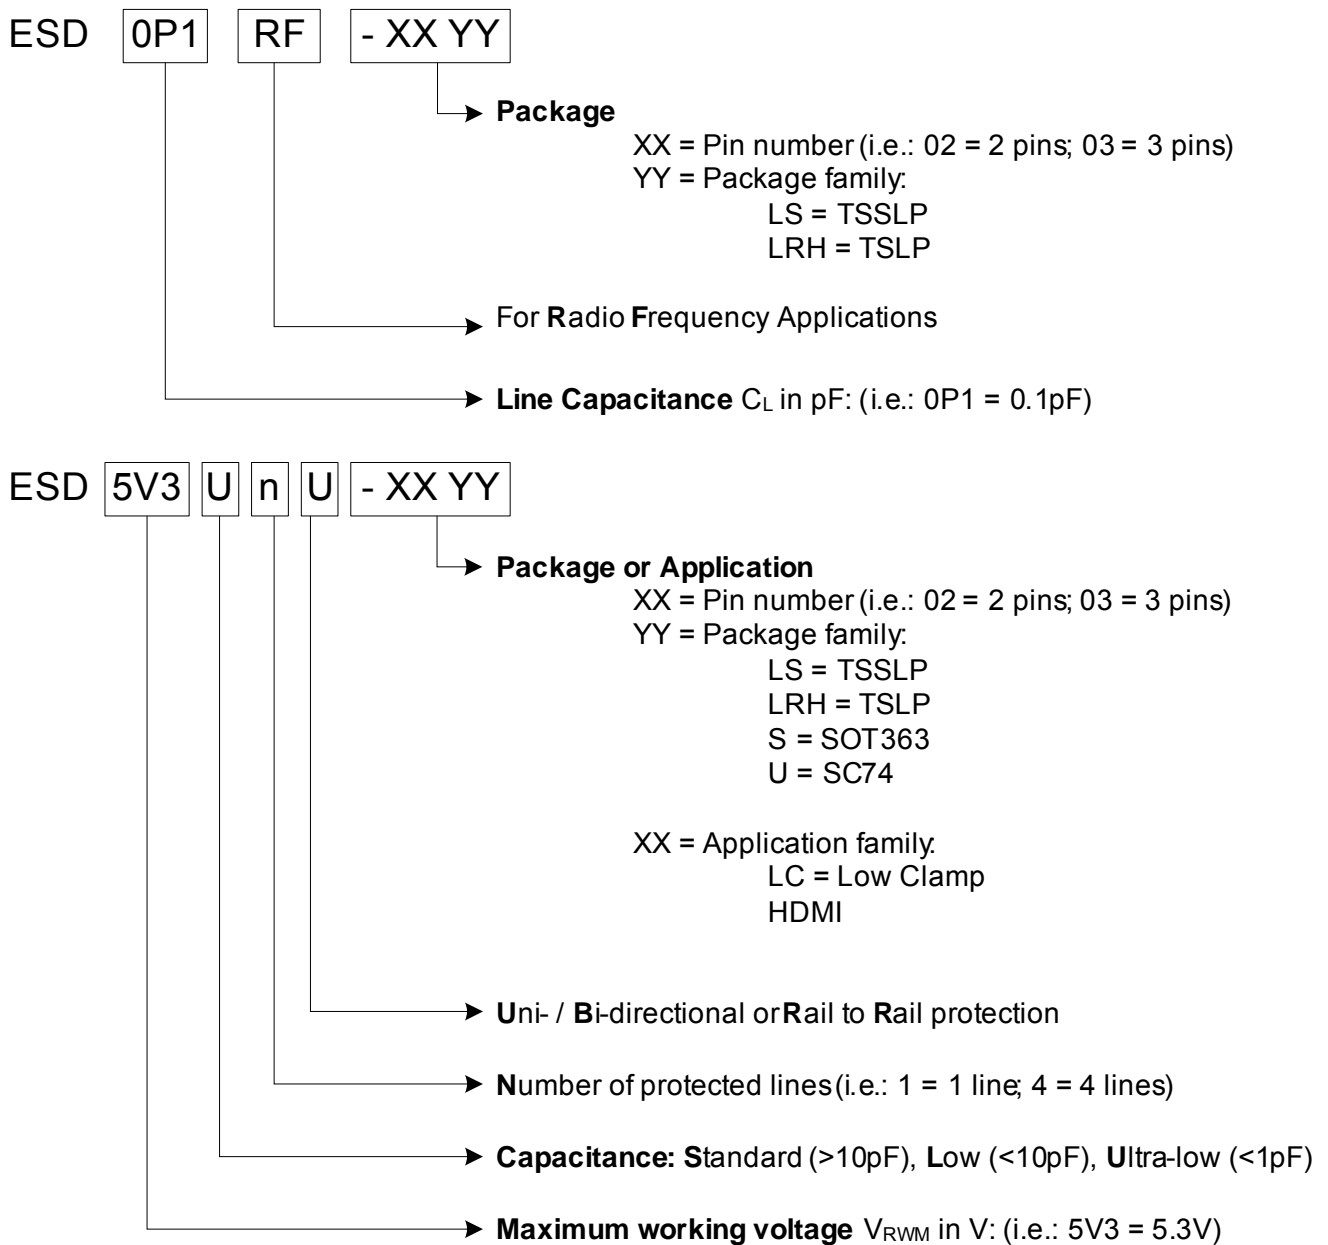 ESD 0P1 RF - XX YY
Package
XX = Pin number (i.e.: 02 = 2 pins; 03 = 3 pins)
YY = Package family:
LS = TSSLP
LRH = TSLP
For Radio Frequency Applications
Line Capacitance CL in pF: (i.e.: 0P1 = 0.1pF)
ESD 5V3 U n U - XX YY
Package or Application
XX = Pin number (i.e.: 02 = 2 pins; 03 = 3 pins)
YY = Package family:
LS = TSSLP
LRH = TSLP
S = SOT363
U = SC74
XX = Application family:
LC = Low Clamp
HDMI
Uni- / Bi-directional or Rail to Rail protection
Number of protected lines (i.e.: 1 = 1 line; 4 = 4 lines)
Capacitance: Standard (>10pF), Low (<10pF), Ultra-low (<1pF)
Maximum working voltage VRWM in V: (i.e.: 5V3 = 5.3V)